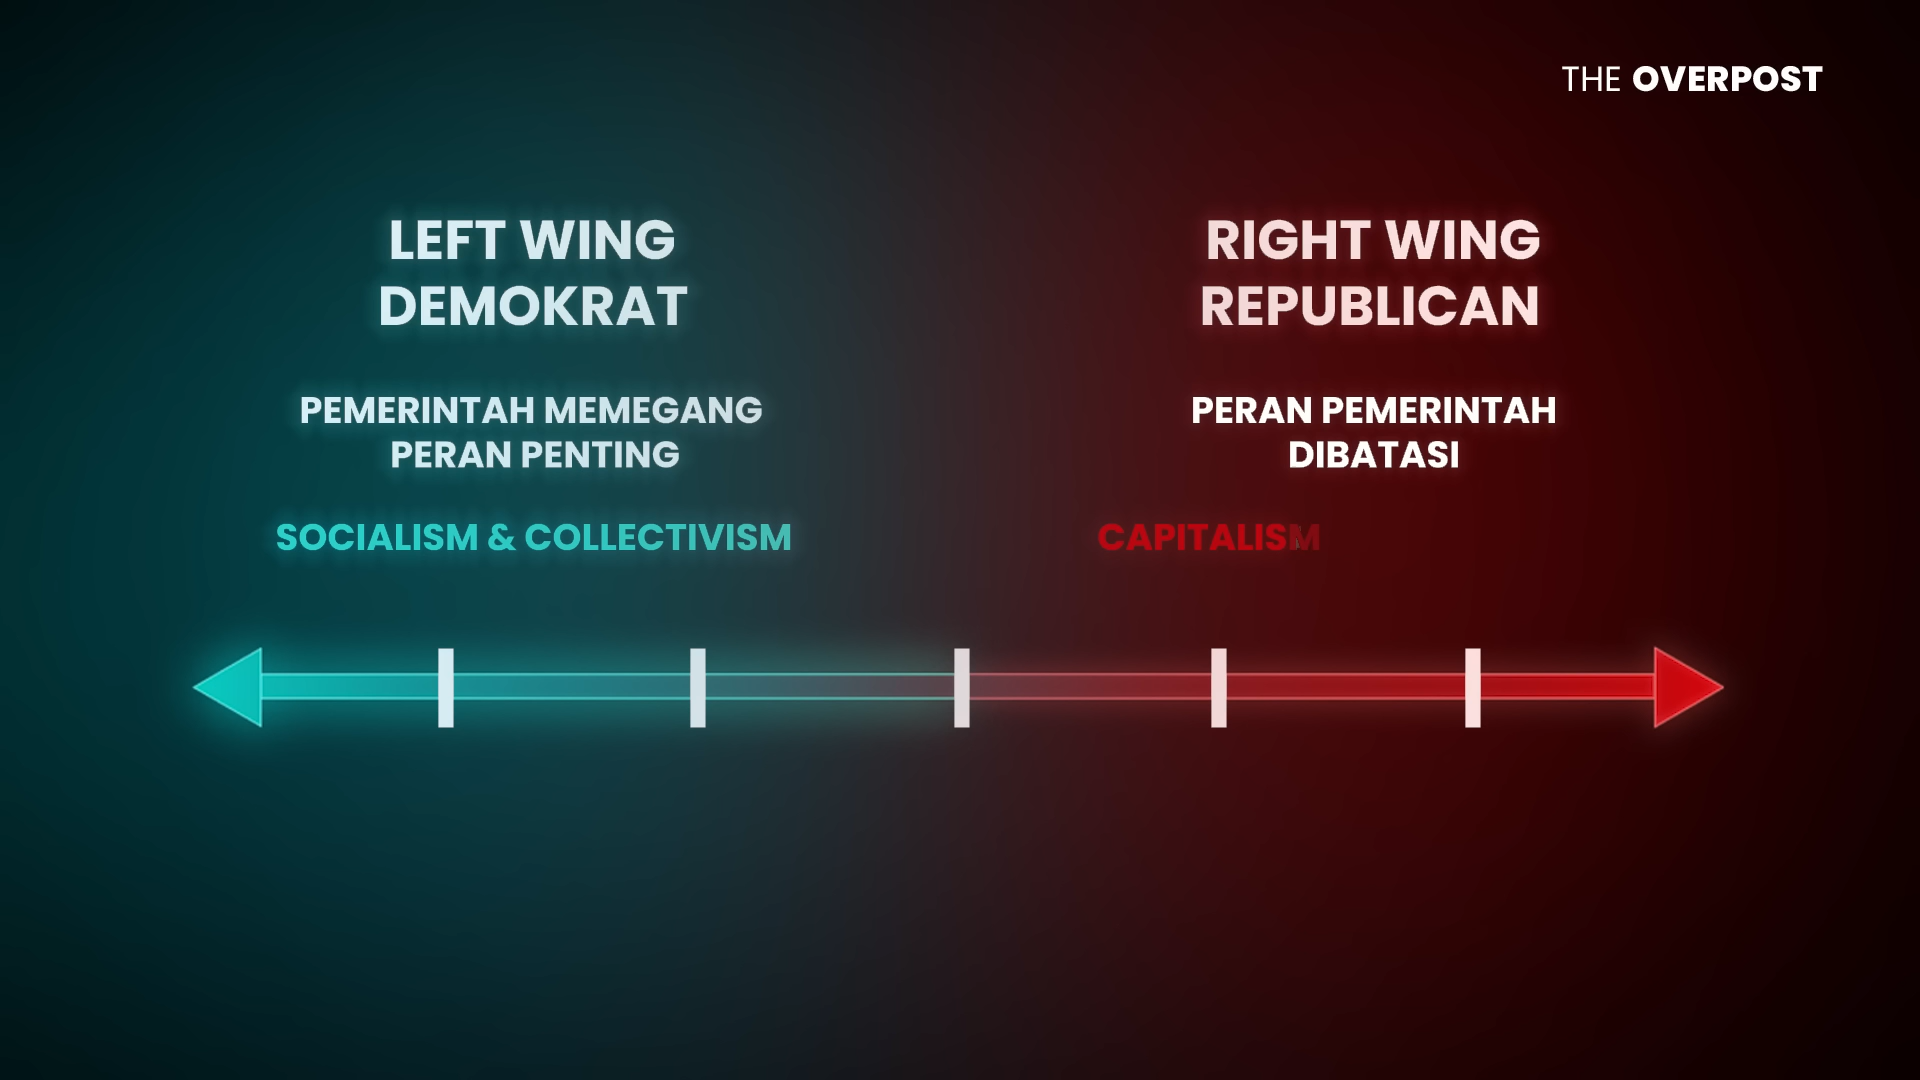 THE OVERPOST
LEFT WING
DEMOKRAT
PEMERINTAH MEMEGANG
PERAN PENTING
SOCIALISM & COLLECTIVISM
RIGHT WING
REPUBLICAN
PERAN PEMERINTAH
DIBATASI
CAPITALISM